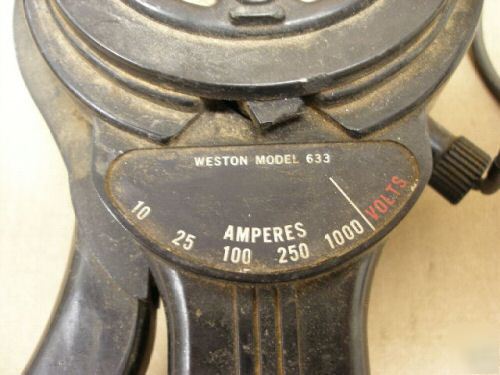 WESTON MODEL 633
AMPERES
10 25 100 250 1000 VOLTS